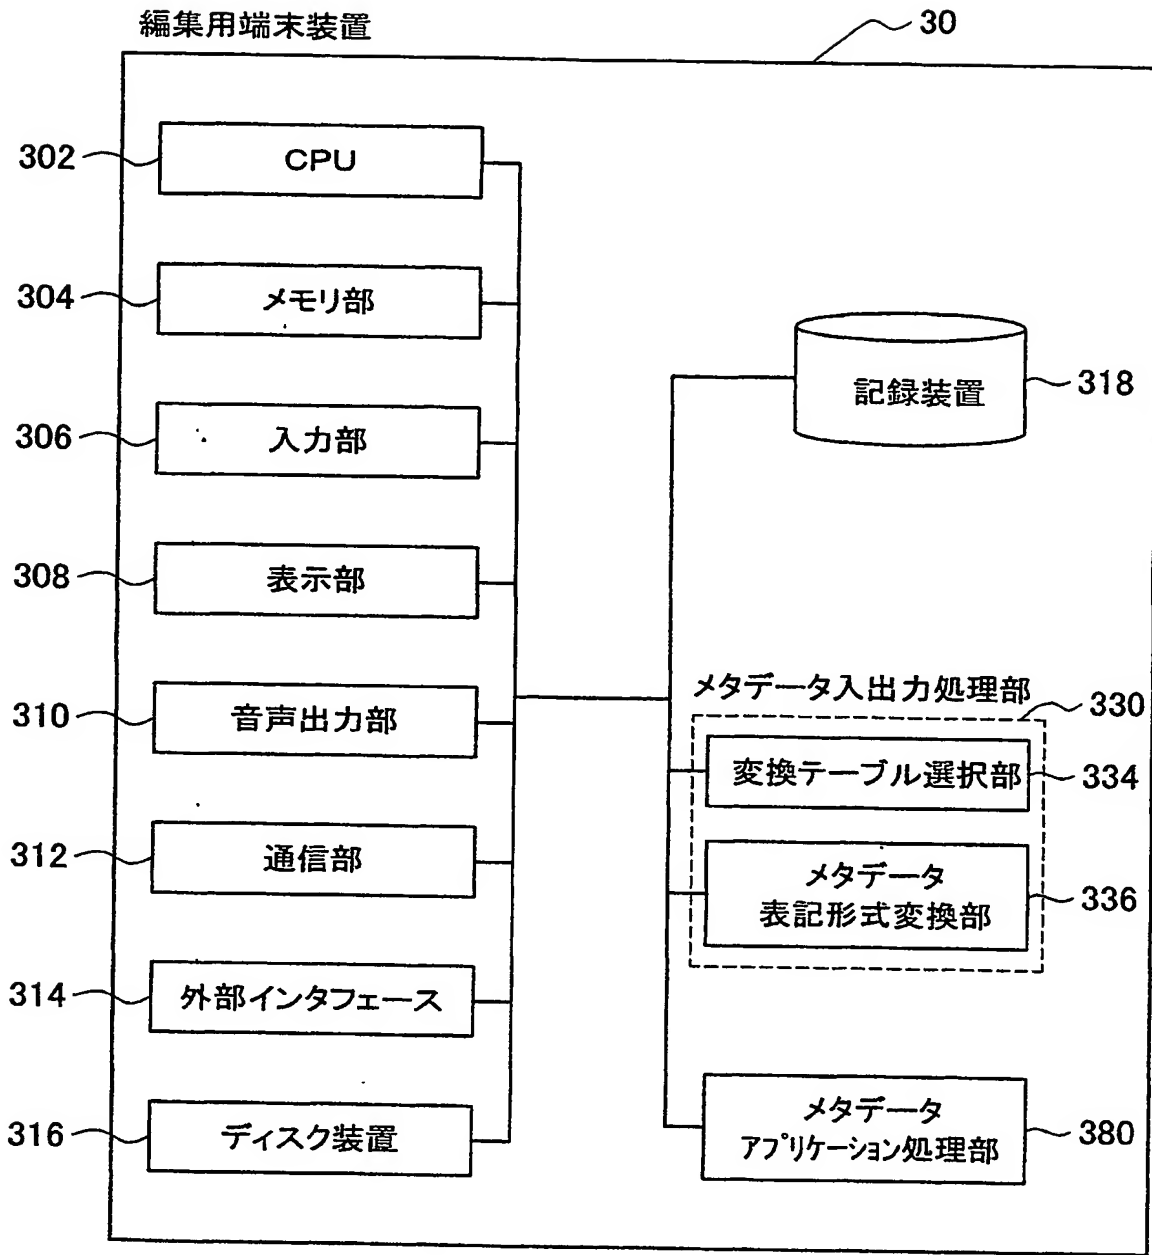 編集用端末装置
30
302
CPU
304
メモリ部
306
入力部
308
表示部
310
音声出力部
312
通信部
314
外部インタフェース
316
ディスク装置
記録装置
318
メタデータ入出力処理部
330
変換テーブル選択部
334
メタデータ
表記形式変換部
336
メタデータ
アプリケーション処理部
380